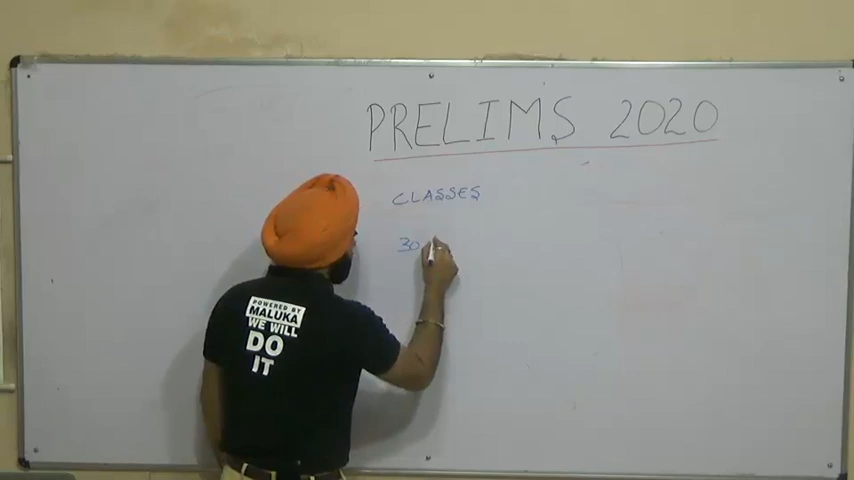 PRELIMS 2020
CLASSES
30
POWERED BY
MALUKA
WE WILL
DO
IT